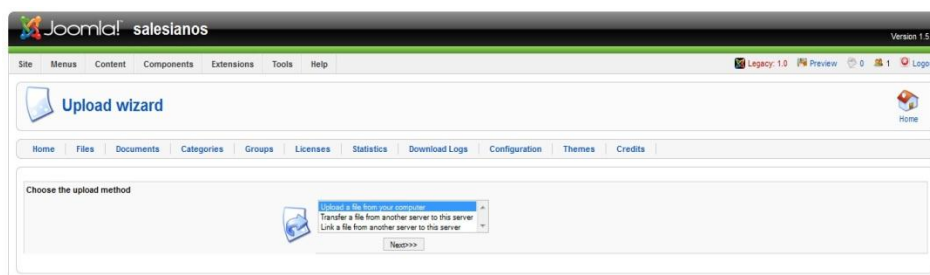 Joomla! salesianos
Version 1.5
Site Menus Content Components Extensions Tools Help Legacy: 1.0 Preview 0 1 Logo
Upload wizard
Home
Home Files Documents Categories Groups Licenses Statistics Download Logs Configuration Themes Credits
Choose the upload method
Upload a file from your computer
Transfer a file from another server to this server
Link a file from another server to this server
Next>>>